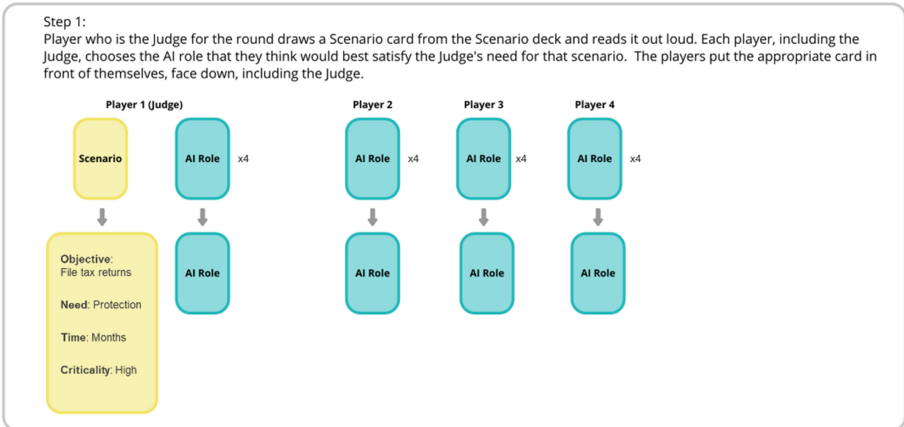 Step 1:
Player who is the Judge for the round draws a Scenario card from the Scenario deck and reads it out loud. Each player, including the
Judge, chooses the AI role that they think would best satisfy the Judge's need for that scenario.  The players put the appropriate card in
front of themselves, face down, including the Judge.
Player 1 (Judge)
Player 2
Player 3
Player 4
Scenario
AI Role
x4
AI Role
x4
AI Role
x4
AI Role
x4
Objective:
File tax returns
Need: Protection
Time: Months
Criticality: High
AI Role
AI Role
AI Role
AI Role